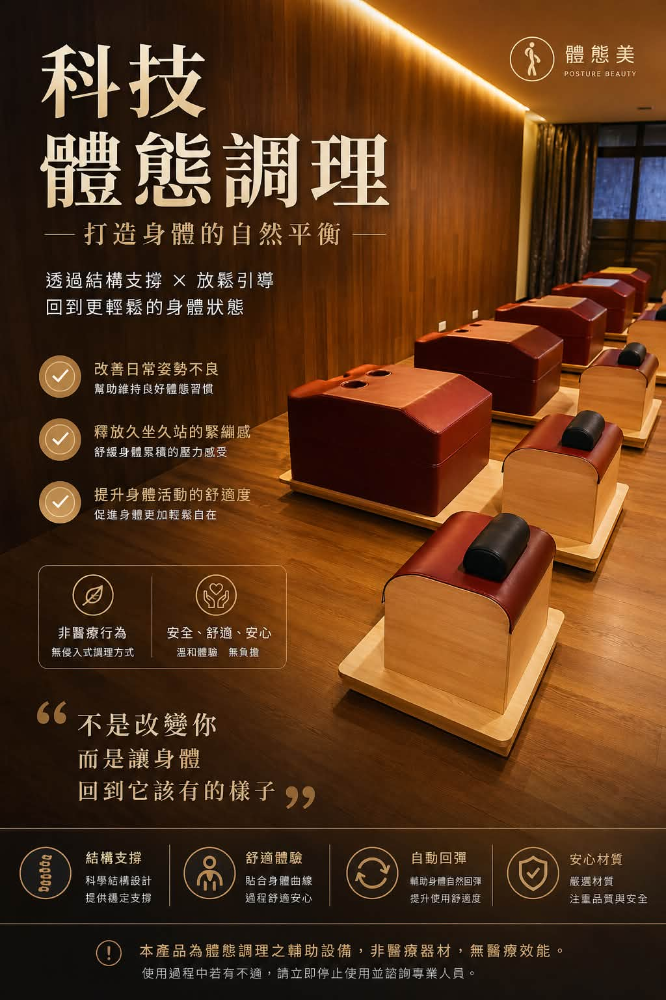 科技
體態調理
打造身體的自然平衡
透過結構支撐 × 放鬆引導
回到更輕鬆的身體狀態
體態美
POSTURE BEAUTY
改善日常姿勢不良
幫助維持良好體態習慣
釋放久坐久站的緊繃感
舒緩身體累積的壓力感受
提升身體活動的舒適度
促進身體更加輕鬆自在
非醫療行為
無侵入式調理方式
安全、舒適、安心
溫和體驗 無負擔
“不是改變你
而是讓身體
回到它該有的樣子”
結構支撐
科學結構設計
提供穩定支撐
舒適體驗
貼合身體曲線
過程舒適安心
自動回彈
輔助身體自然回彈
提升使用舒適度
安心材質
嚴選材質
注重品質與安全
本產品為體態調理之輔助設備，非醫療器材，無醫療效能。
使用過程中若有不適，請立即停止使用並諮詢專業人員。